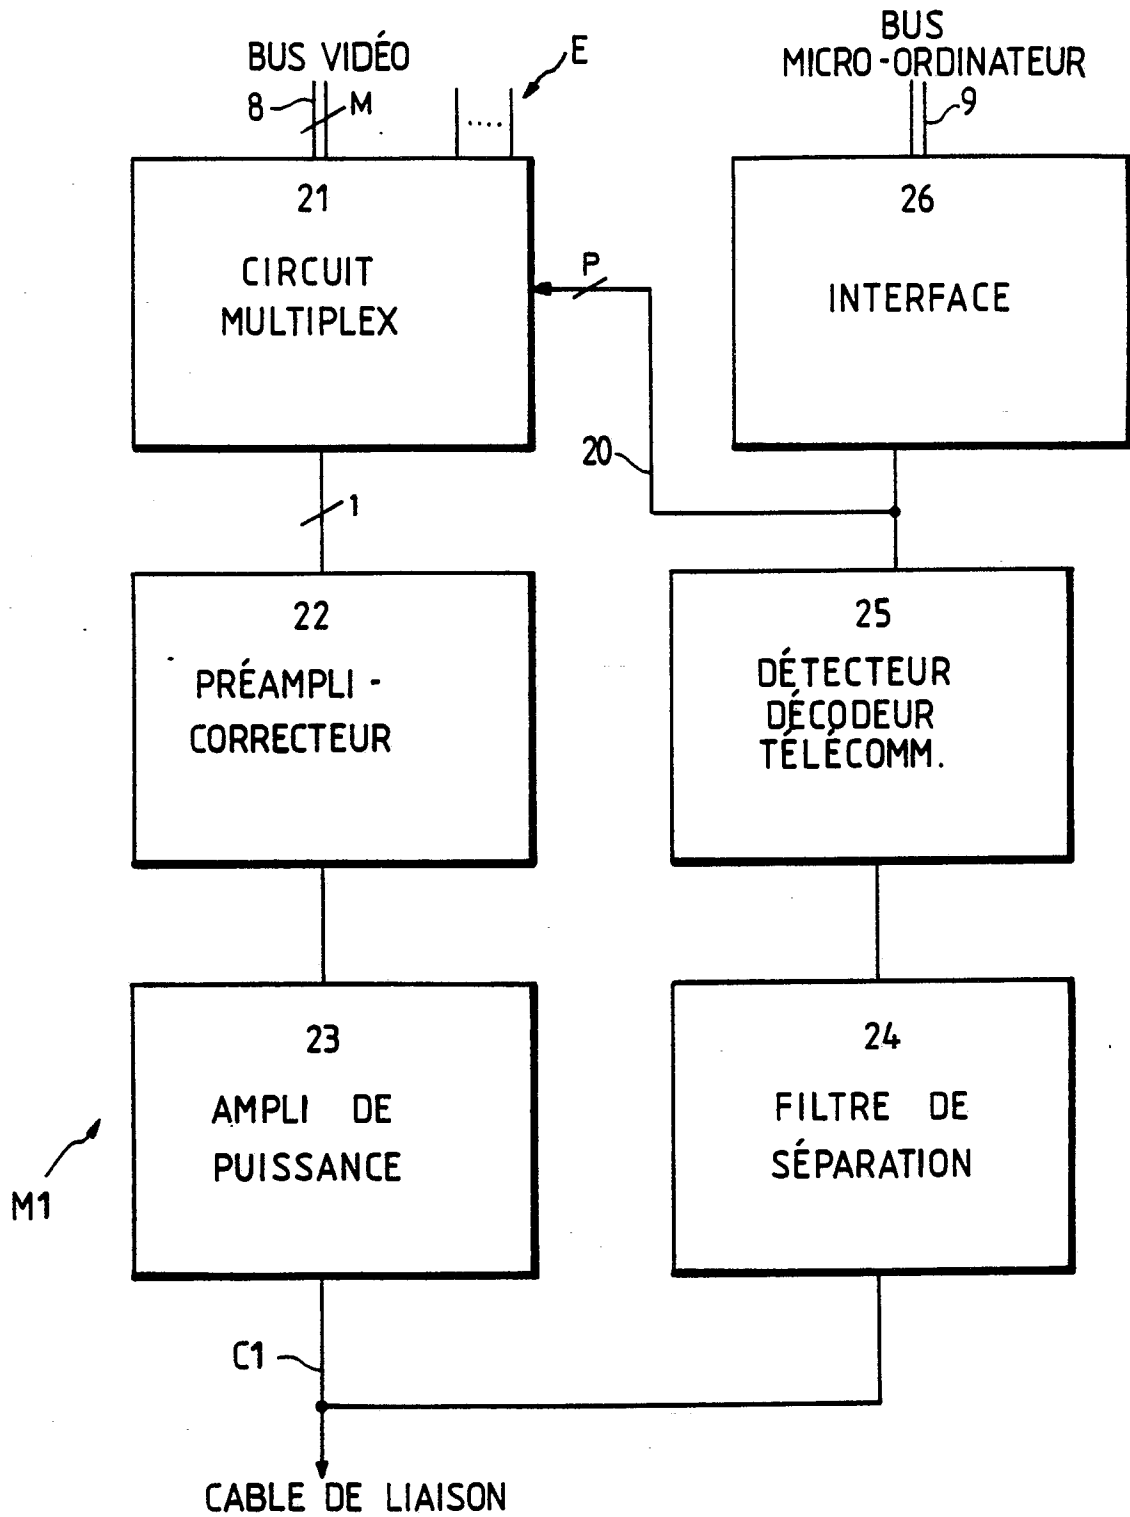 BUS VIDÉO
8
M
E
BUS
MICRO-ORDINATEUR
9
21
CIRCUIT
MULTIPLEX
P
26
INTERFACE
20
1
22
PRÉAMPLI -
CORRECTEUR
25
DÉTECTEUR
DÉCODEUR
TÉLÉCOMM.
23
AMPLI DE
PUISSANCE
24
FILTRE DE
SÉPARATION
M1
C1
CABLE DE LIAISON